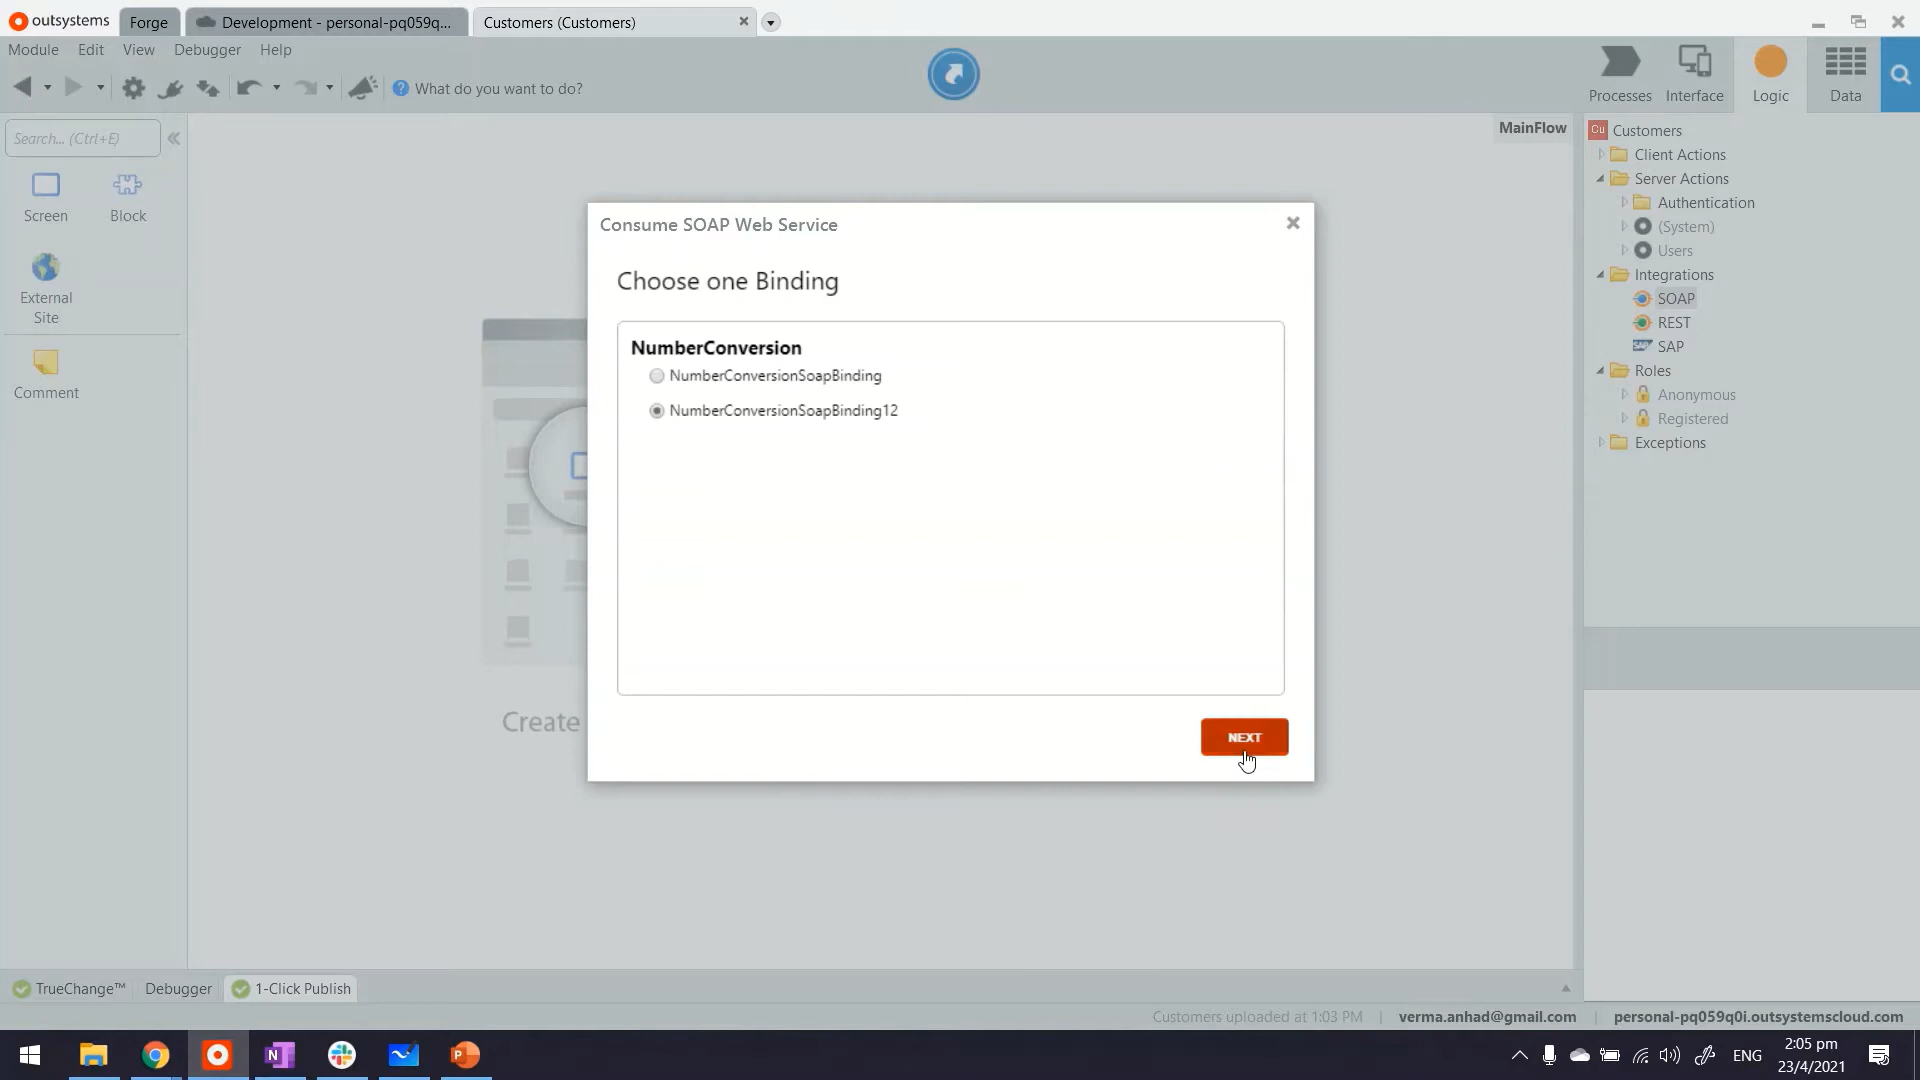 outsystems
Forge
Development - personal-pq059q...
Customers (Customers)
Module
Edit
View
Debugger
Help
What do you want to do?
Processes
Interface
Logic
Data
Search... (Ctrl+E)
Screen
Block
External
Site
Comment
MainFlow
Create
Consume SOAP Web Service
Choose one Binding
NumberConversion
NumberConversionSoapBinding
NumberConversionSoapBinding12
NEXT
Cu Customers
Client Actions
Server Actions
Authentication
(System)
Users
Integrations
SOAP
REST
SAP SAP
Roles
Anonymous
Registered
Exceptions
TrueChange™
Debugger
1-Click Publish
Customers uploaded at 1:03 PM | verma.anhad@gmail.com | personal-pq059q0i.outsystemscloud.com
N
P
ENG
2:05 pm
23/4/2021